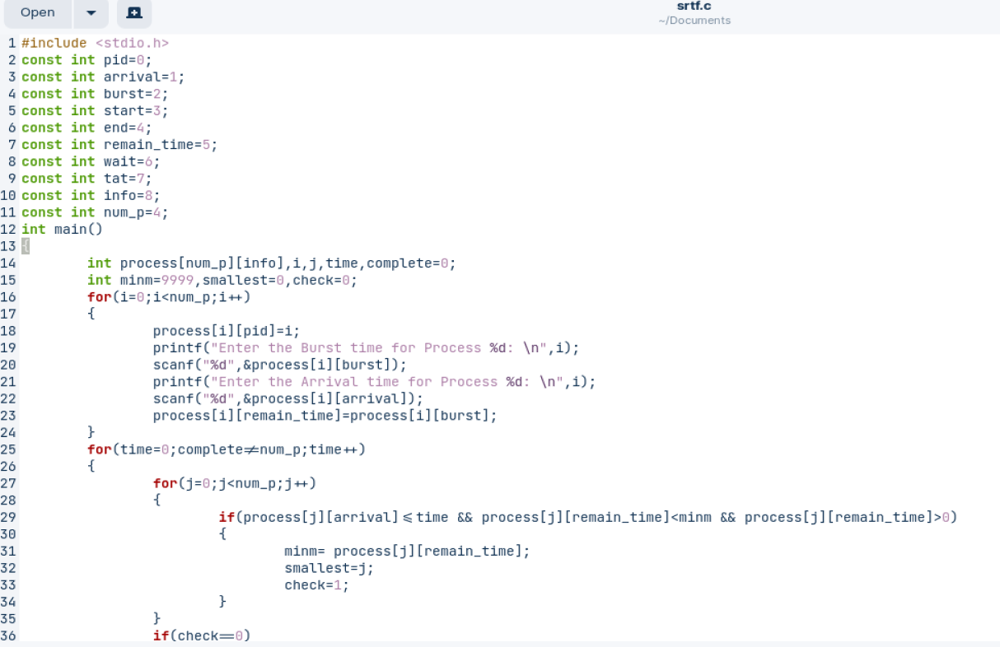 Open
srtf.c
~/Documents
1 #include <stdio.h>
2 const int pid=0;
3 const int arrival=1;
4 const int burst=2;
5 const int start=3;
6 const int end=4;
7 const int remain_time=5;
8 const int wait=6;
9 const int tat=7;
10 const int info=8;
11 const int num_p=4;
12 int main()
13 {
14         int process[num_p][info],i,j,time,complete=0;
15         int minm=9999,smallest=0,check=0;
16         for(i=0;i<num_p;i++)
17         {
18                 process[i][pid]=i;
19                 printf("Enter the Burst time for Process %d: \n",i);
20                 scanf("%d",&process[i][burst]);
21                 printf("Enter the Arrival time for Process %d: \n",i);
22                 scanf("%d",&process[i][arrival]);
23                 process[i][remain_time]=process[i][burst];
24         }
25         for(time=0;complete!=num_p;time++)
26         {
27                 for(j=0;j<num_p;j++)
28                 {
29                         if(process[j][arrival]<=time && process[j][remain_time]<minm && process[j][remain_time]>0)
30                         {
31                                 minm= process[j][remain_time];
32                                 smallest=j;
33                                 check=1;
34                         }
35                 }
36                 if(check==0)